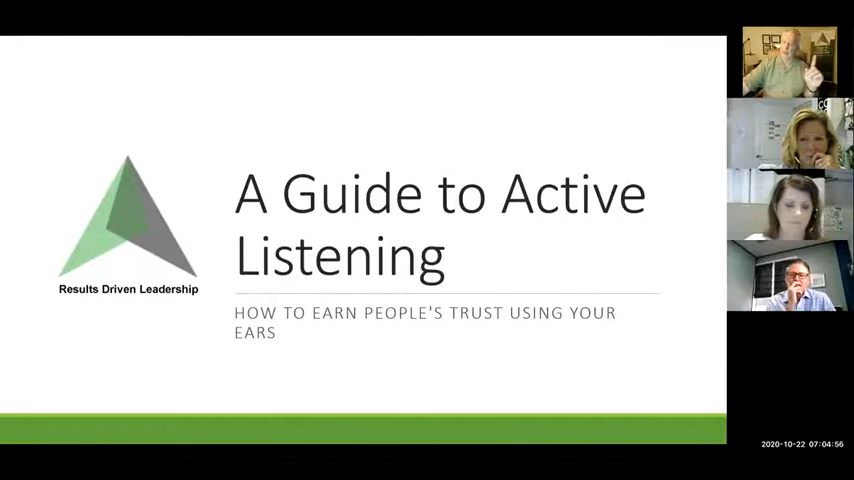 A Guide to Active
Listening
Results Driven Leadership
HOW TO EARN PEOPLE'S TRUST USING YOUR
EARS
2020-10-22 07:04:56